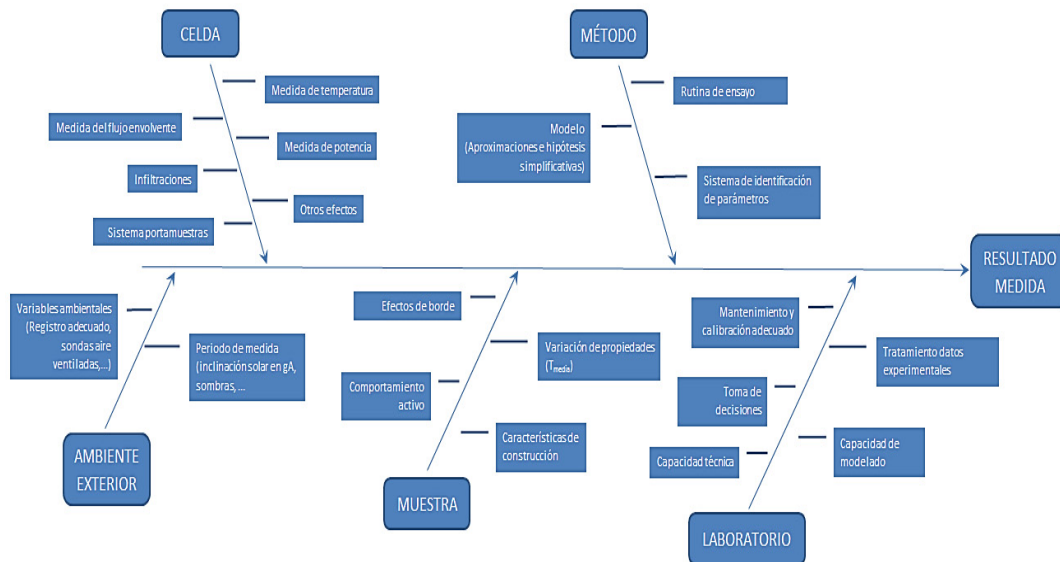 CELDA
Medida de temperatura
Medida del flujo envolvente
Medida de potencia
Infiltraciones
Otros efectos
Sistema portamuestras
MÉTODO
Rutina de ensayo
Modelo
(Aproximaciones e hipótesis
simplificativas)
Sistema de identificación
de parámetros
RESULTADO
MEDIDA
Variables ambientales
(Registro adecuado,
sondas aire
ventiladas,...)
Periodo de medida
(inclinación solar en gA,
sombras, ...
AMBIENTE
EXTERIOR
Efectos de borde
Variación de propiedades
(Tmedia)
Comportamiento
activo
Características de
construcción
MUESTRA
Mantenimiento y
calibración adecuado
Tratamiento datos
experimentales
Toma de
decisiones
Capacidad técnica
Capacidad de
modelado
LABORATORIO